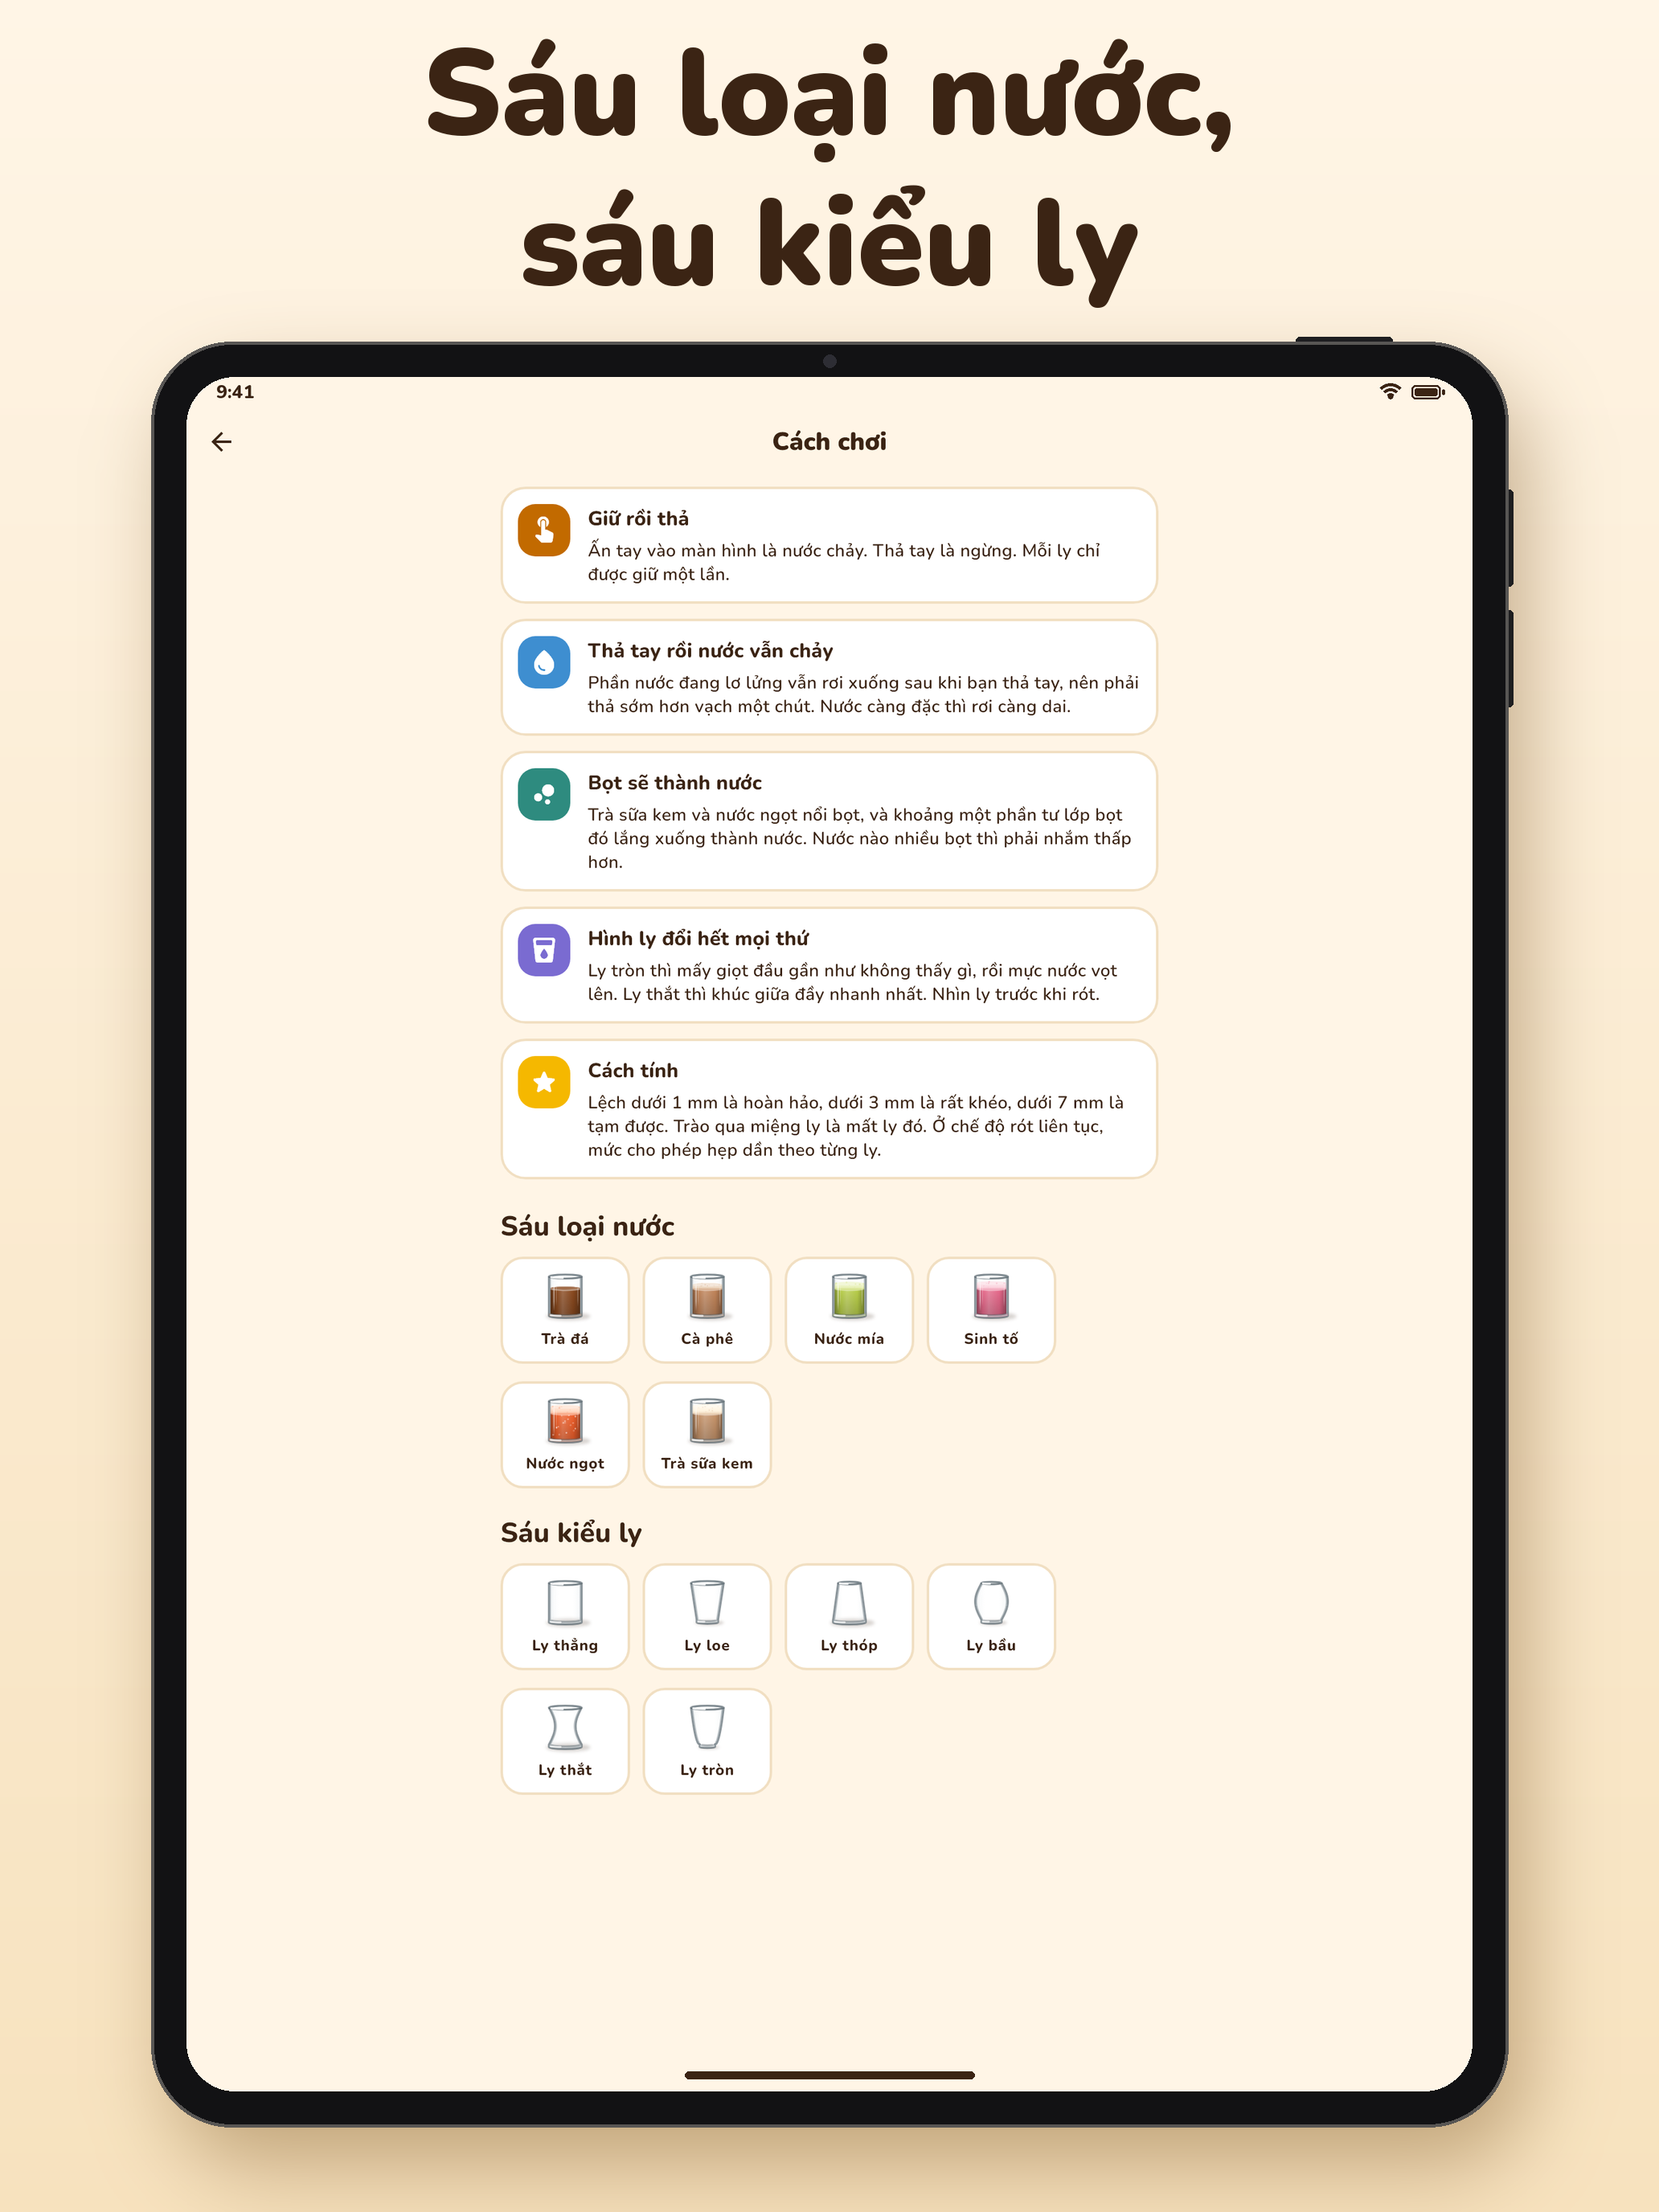 Sáu loại nước,
sáu kiểu ly
9:41
Cách chơi
Giữ rồi thả
Ấn tay vào màn hình là nước chảy. Thả tay là ngừng. Mỗi ly chỉ
được giữ một lần.
Thả tay rồi nước vẫn chảy
Phần nước đang lơ lửng vẫn rơi xuống sau khi bạn thả tay, nên phải
thả sớm hơn vạch một chút. Nước càng đặc thì rơi càng dai.
Bọt sẽ thành nước
Trà sữa kem và nước ngọt nổi bọt, và khoảng một phần tư lớp bọt
đó lắng xuống thành nước. Nước nào nhiều bọt thì phải nhắm thấp
hơn.
Hình ly đổi hết mọi thứ
Ly tròn thì mấy giọt đầu gần như không thấy gì, rồi mực nước vọt
lên. Ly thắt thì khúc giữa đầy nhanh nhất. Nhìn ly trước khi rót.
Cách tính
Lệch dưới 1 mm là hoàn hảo, dưới 3 mm là rất khéo, dưới 7 mm là
tạm được. Trào qua miệng ly là mất ly đó. Ở chế độ rót liên tục,
mức cho phép hẹp dần theo từng ly.
Sáu loại nước
Trà đá
Cà phê
Nước mía
Sinh tố
Nước ngọt
Trà sữa kem
Sáu kiểu ly
Ly thẳng
Ly loe
Ly thóp
Ly bầu
Ly thắt
Ly tròn